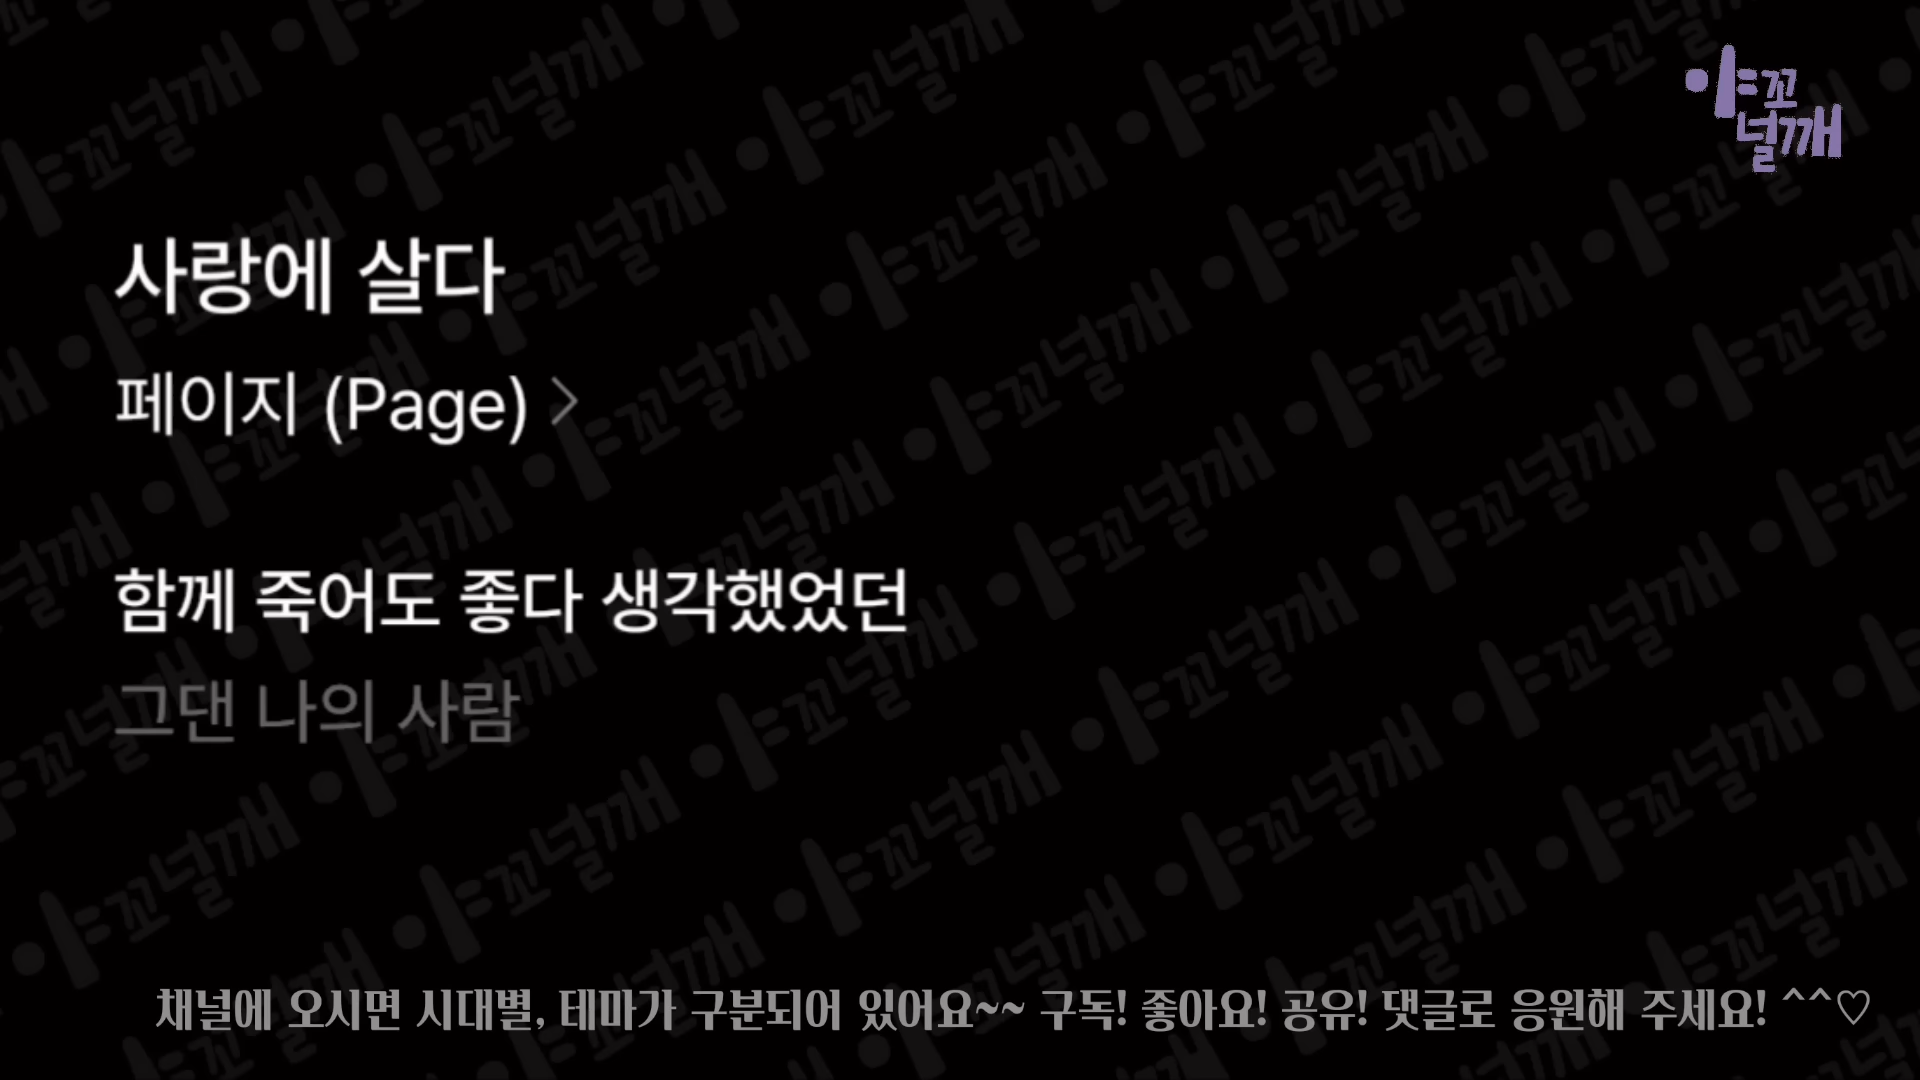 야꼬
널깨
사랑에 살다
페이지 (Page) >
함께 죽어도 좋다 생각했었던
그댄 나의 사람
채널에 오시면 시대별, 테마가 구분되어 있어요~~ 구독! 좋아요! 공유! 댓글로 응원해 주세요! ^^♡